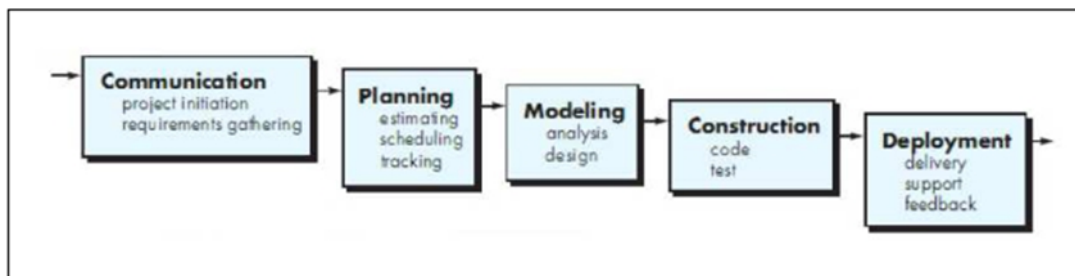 Communication
project initiation
requirements gathering
Planning
estimating
scheduling
tracking
Modeling
analysis
design
Construction
code
test
Deployment
delivery
support
feedback